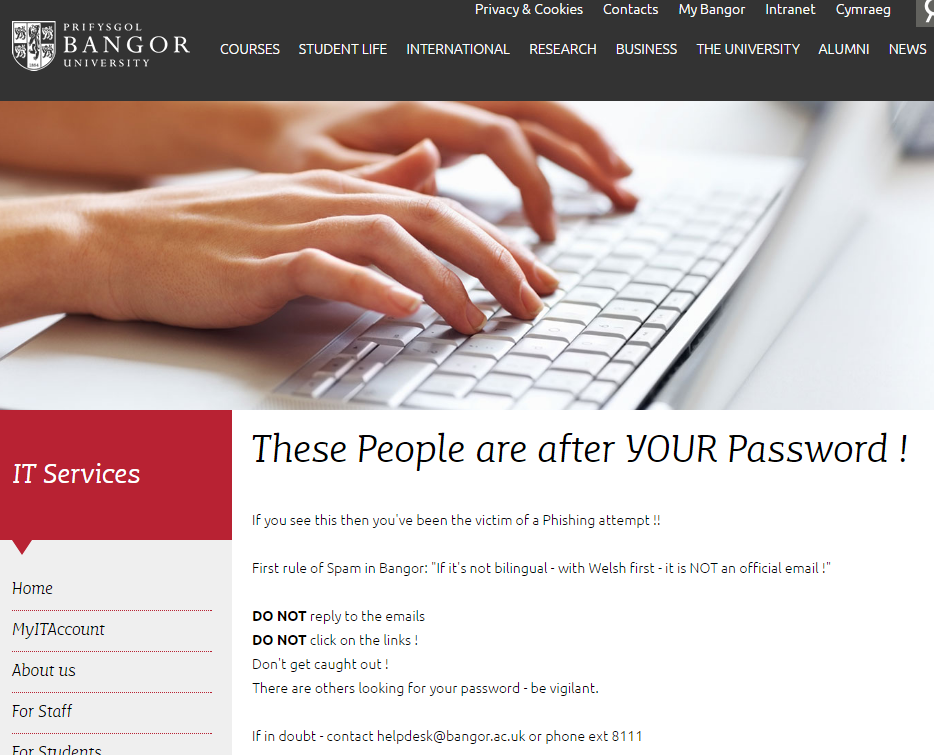 Privacy & Cookies Contacts My Bangor Intranet Cymraeg
PRIFYSGOL
BANGOR
UNIVERSITY
1884
COURSES STUDENT LIFE INTERNATIONAL RESEARCH BUSINESS THE UNIVERSITY ALUMNI NEWS
IT Services
Home
MyITAccount
About us
For Staff
For Students
These People are after YOUR Password !
If you see this then you've been the victim of a Phishing attempt !!
First rule of Spam in Bangor: "If it's not bilingual - with Welsh first - it is NOT an official email !"
DO NOT reply to the emails
DO NOT click on the links !
Don't get caught out !
There are others looking for your password - be vigilant.
If in doubt - contact helpdesk@bangor.ac.uk or phone ext 8111